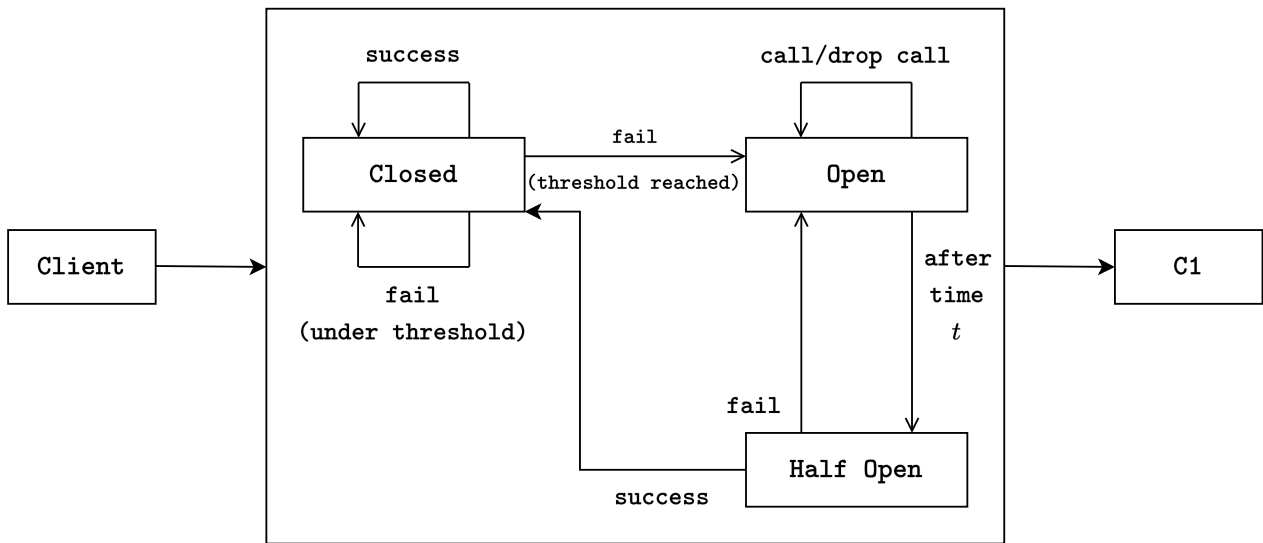 success
call/drop call
fail
Closed
(threshold reached)
Open
Client
fail
(under threshold)
after
time
t
C1
fail
Half Open
success